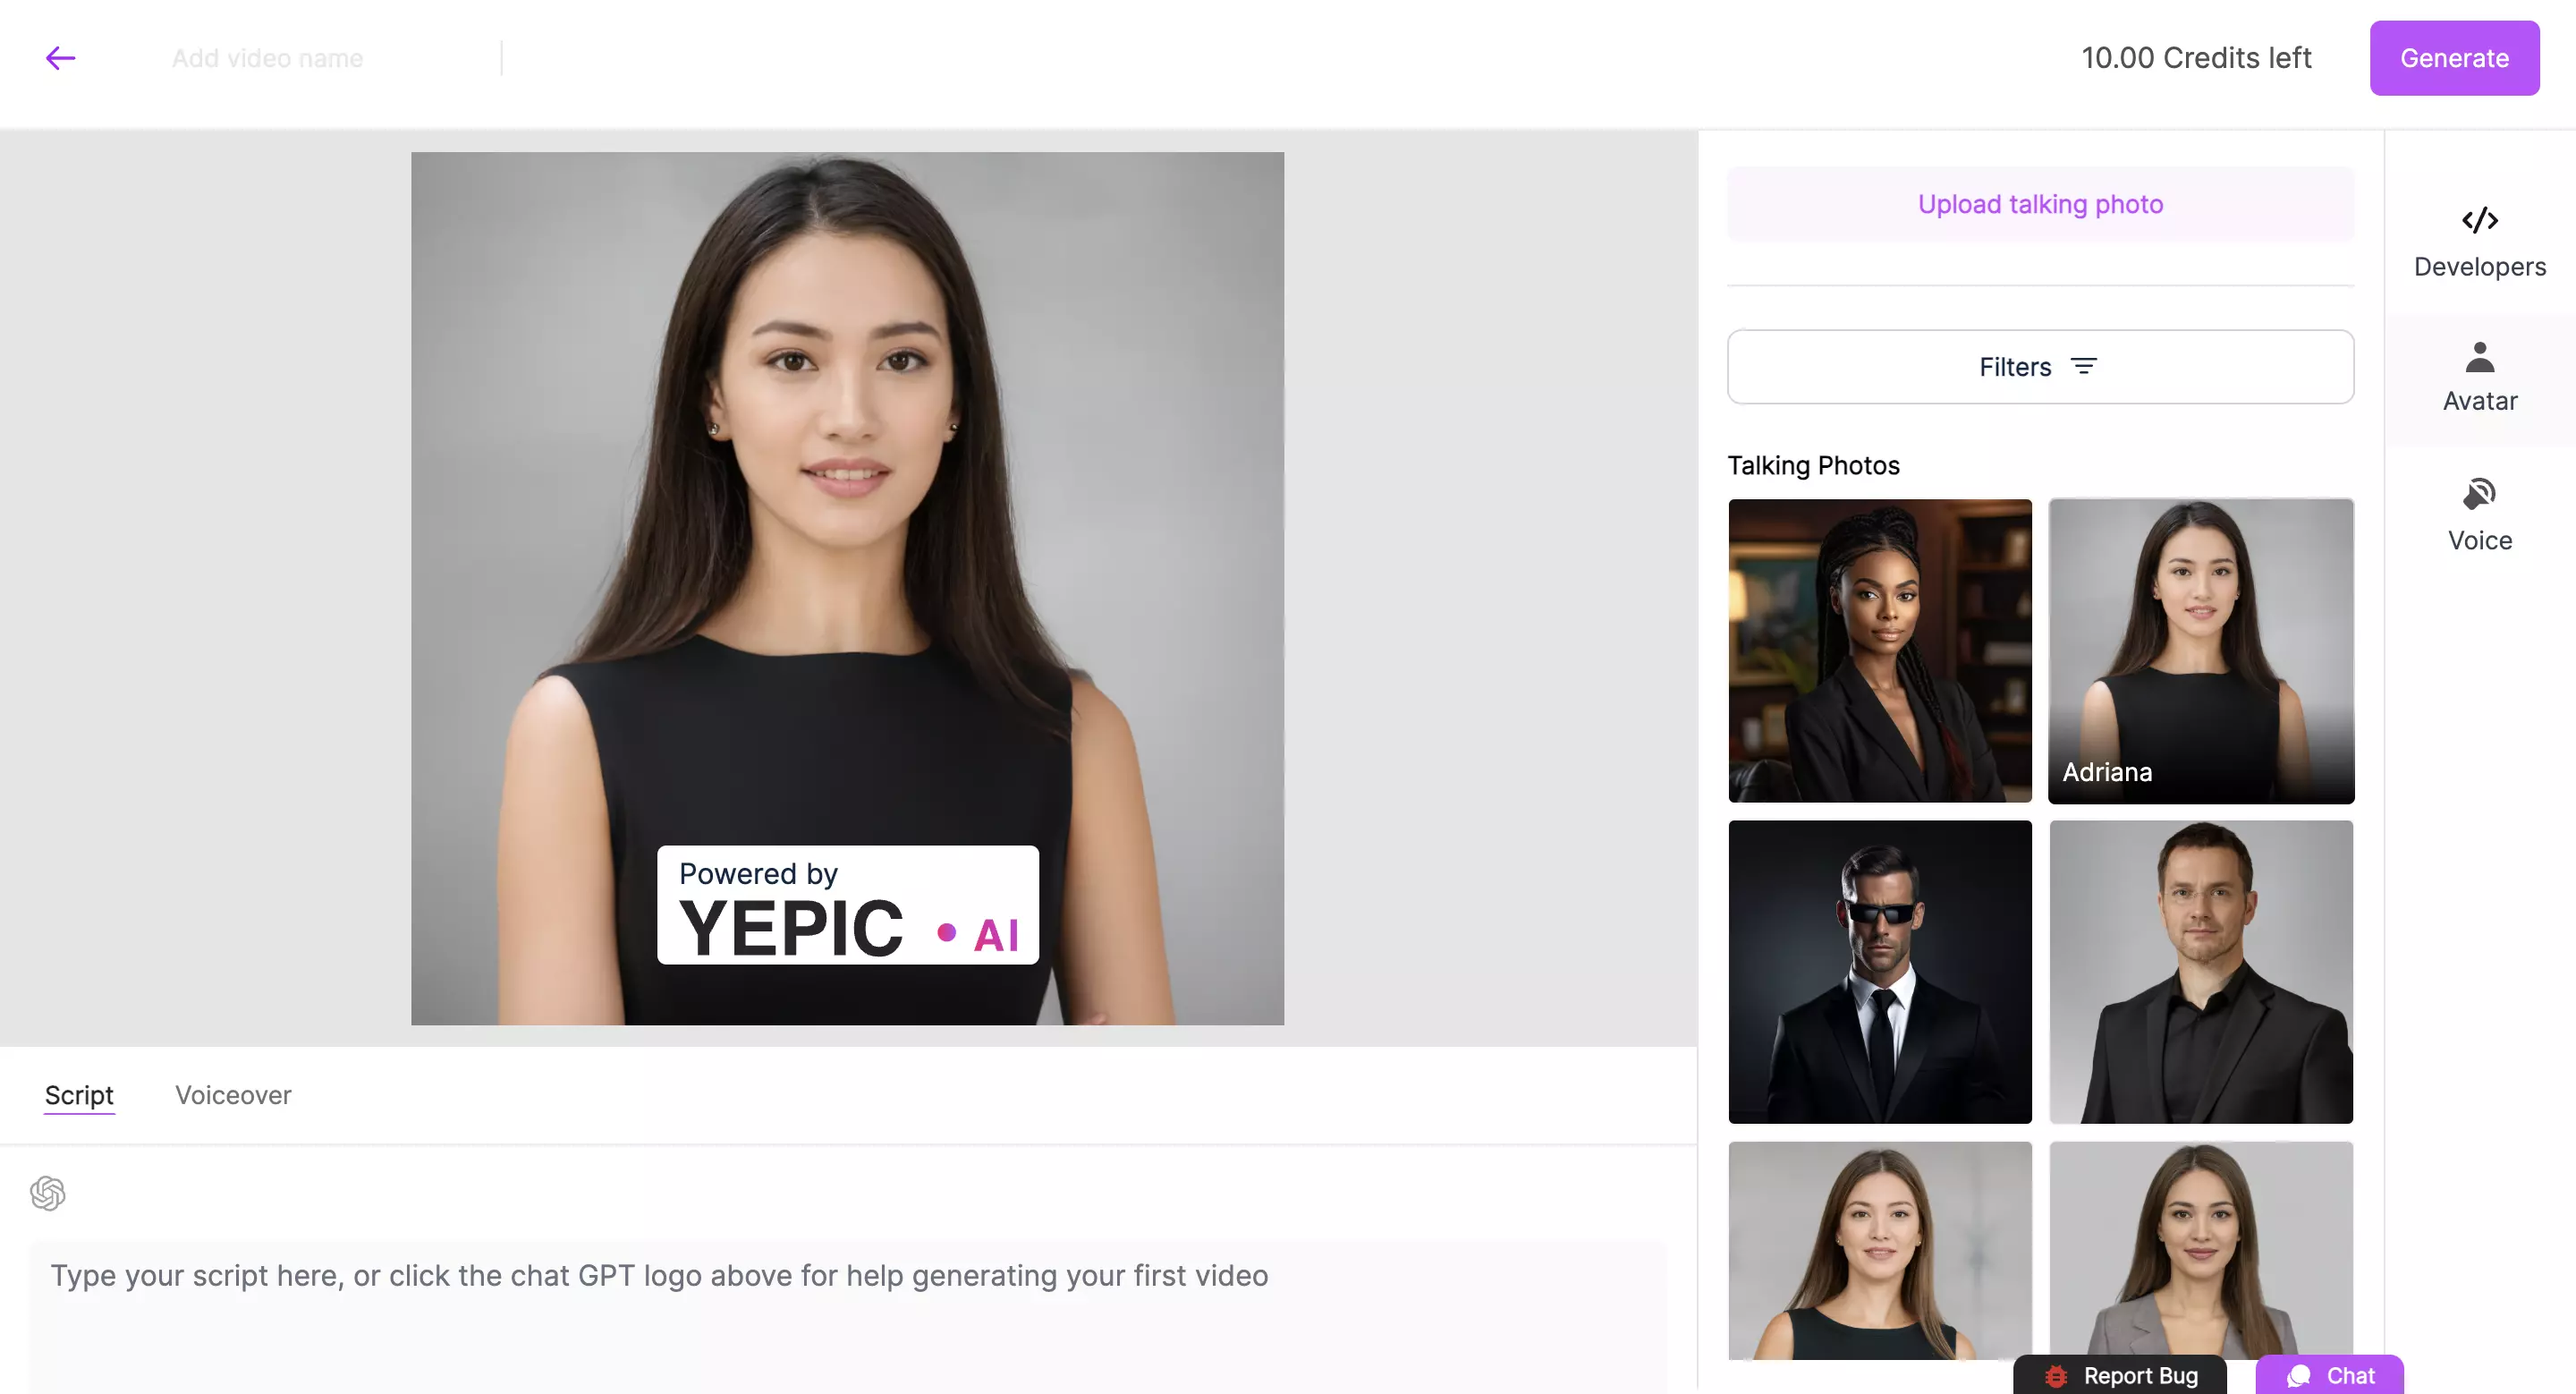 Add video name
10.00 Credits left
Generate
Upload talking photo
Filters
Talking Photos
Adriana
Developers
Avatar
Voice
Powered by
YEPIC • AI
Script
Voiceover
Type your script here, or click the chat GPT logo above for help generating your first video
Report Bug
Chat